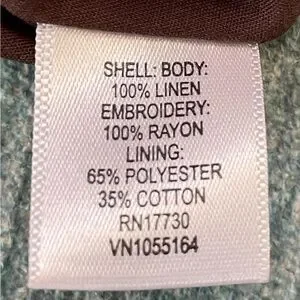 SHELL: BODY:
100% LINEN
EMBROIDERY:
100% RAYON
LINING:
65% POLYESTER
35% COTTON
RN17730
VN1055164